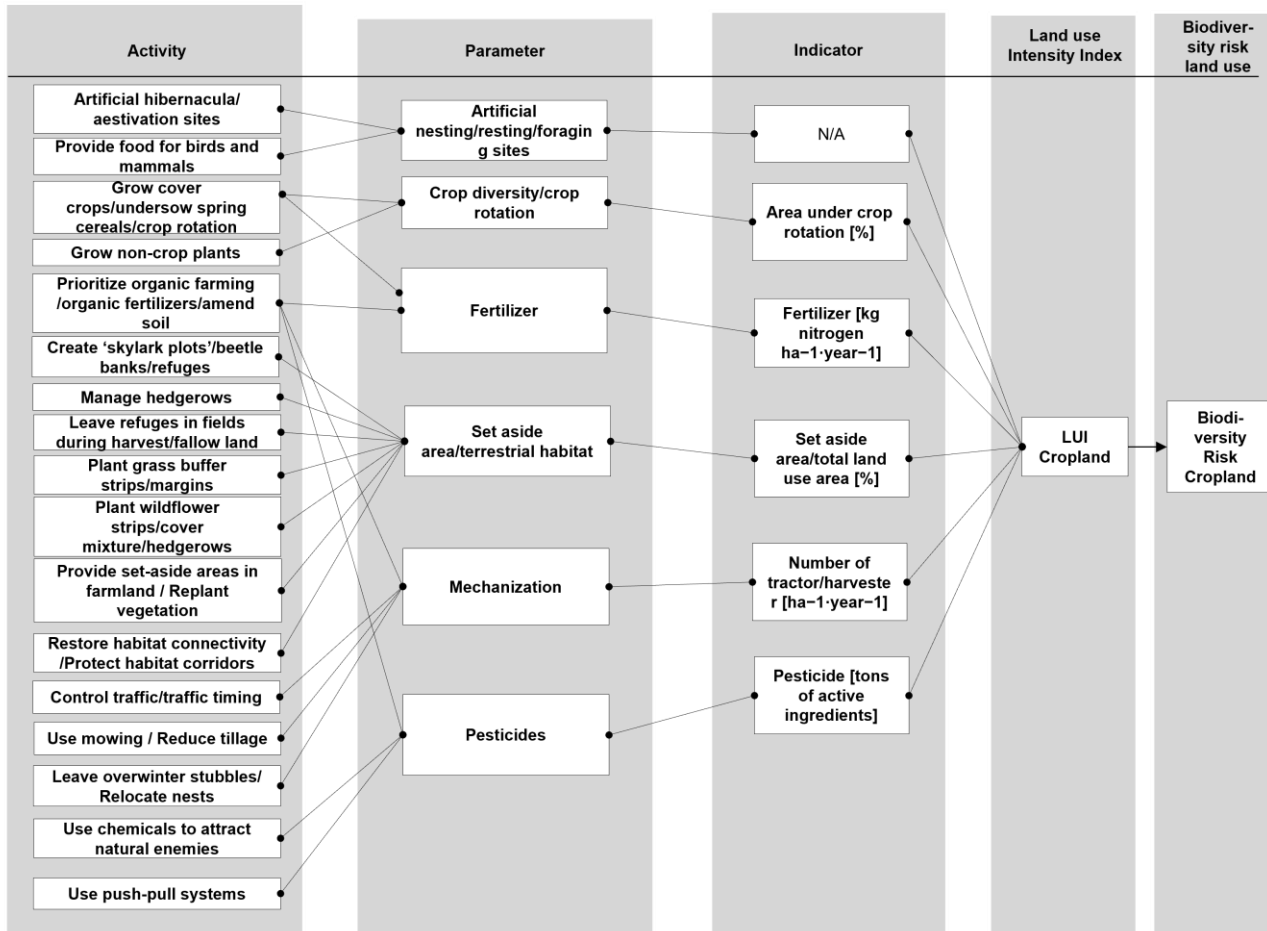 Activity
Parameter
Indicator
Land use
Intensity Index
Biodiver-
sity risk
land use
Artificial hibernacula/
aestivation sites
Provide food for birds and
mammals
Grow cover
crops/undersow spring
cereals/crop rotation
Grow non-crop plants
Prioritize organic farming
/organic fertilizers/amend
soil
Create ‘skylark plots’/beetle
banks/refuges
Manage hedgerows
Leave refuges in fields
during harvest/fallow land
Plant grass buffer
strips/margins
Plant wildflower
strips/cover
mixture/hedgerows
Provide set-aside areas in
farmland / Replant
vegetation
Restore habitat connectivity
/Protect habitat corridors
Control traffic/traffic timing
Use mowing / Reduce tillage
Leave overwinter stubbles/
Relocate nests
Use chemicals to attract
natural enemies
Use push-pull systems
Artificial
nesting/resting/foragin
g sites
Crop diversity/crop
rotation
Fertilizer
Set aside
area/terrestrial habitat
Mechanization
Pesticides
N/A
Area under crop
rotation [%]
Fertilizer [kg
nitrogen
ha−1·year−1]
Set aside
area/total land
use area [%]
Number of
tractor/harveste
r [ha−1·year−1]
Pesticide [tons
of active
ingredients]
LUI
Cropland
Biodi-
versity
Risk
Cropland